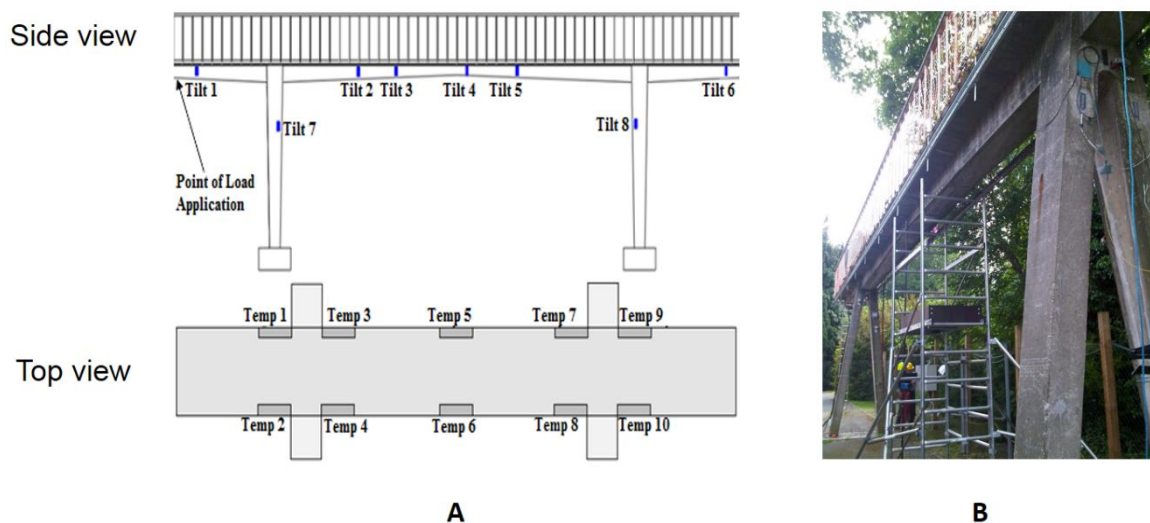 Side view
Tilt 1
Tilt 2
Tilt 3
Tilt 4
Tilt 5
Tilt 6
Tilt 7
Tilt 8
Point of Load
Application
Top view
Temp 1
Temp 3
Temp 5
Temp 7
Temp 9
Temp 2
Temp 4
Temp 6
Temp 8
Temp 10
A
B